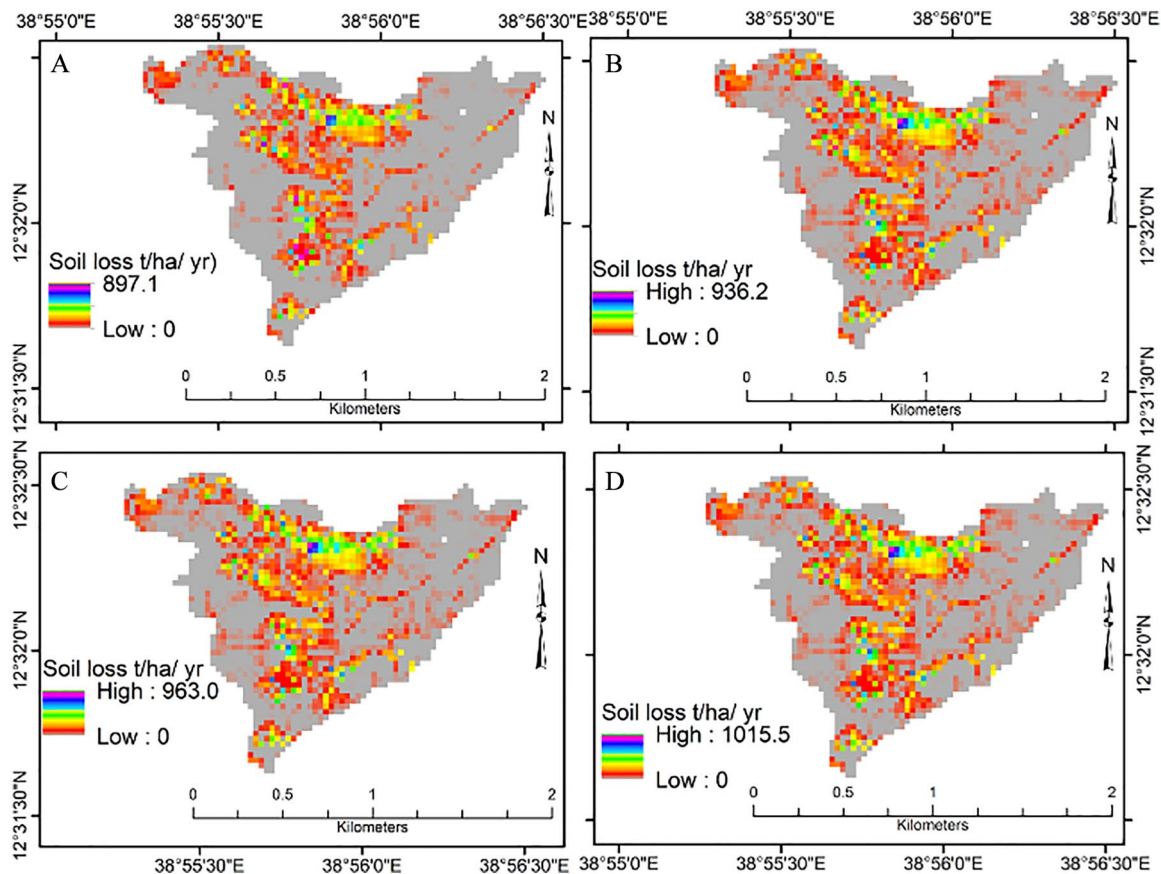 38°55'0"E 38°55'30"E 38°56'0"E 38°56'30"E 38°55'0"E 38°55'30"E 38°56'0"E 38°56'30"E
A
N
12°32'0"N
Soil loss t/ha/ yr)
897.1
Low : 0
12°31'30"N
0 0.5 1 2
Kilometers
B
N
12°32'0"N
Soil loss t/ha/ yr
High : 936.2
Low : 0
12°31'30"N
0 0.5 1 2
Kilometers
12°32'30"N
C
N
12°32'0"N
Soil loss t/ha/ yr
High : 963.0
Low : 0
12°31'30"N
0 0.5 1 2
Kilometers
D
12°32'30"N
N
12°32'0"N
Soil loss t/ha/ yr
High : 1015.5
Low : 0
12°31'30"N
0 0.5 1 2
Kilometers
38°55'30"E 38°56'0"E 38°56'30"E 38°55'0"E 38°55'30"E 38°56'0"E 38°56'30"E